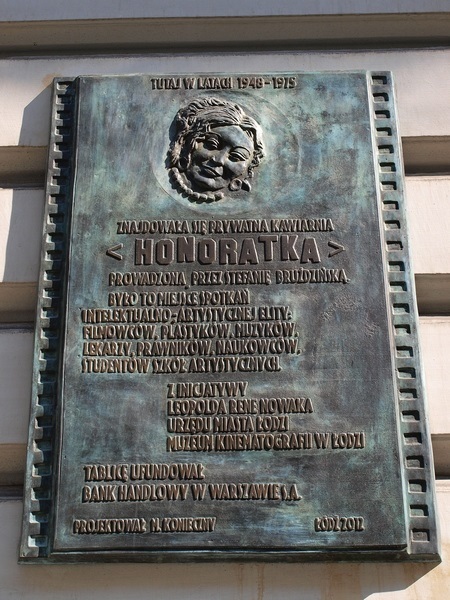 TUTAJ W LATACH 1948-1975
ZNAJDOWAŁA SIĘ PRYWATNA KAWIARNIA
< HONORATKA >
PROWADZONA PRZEZ STEFANIĘ DRUŻDZIŃSKĄ.
BYŁO TO MIEJSCE SPOTKAŃ
INTELEKTUALNO-ARTYSTYCZNEJ ELITY:
FILMOWCÓW, PLASTYKÓW, MUZYKÓW,
LEKARZY, PRAWNIKÓW, NAUKOWCÓW,
STUDENTÓW SZKÓŁ ARTYSTYCZNYCH.
Z INICJATYWY
LEOPOLDA RENE NOWAKA
URZĘDU MIASTA ŁODZI
MUZEUM KINEMATOGRAFII W ŁODZI
TABLICĘ UFUNDOWAŁ
BANK HANDLOWY W WARSZAWIE S.A.
PROJEKTOWAŁ M. KONIECZNY ŁÓDŹ 2012